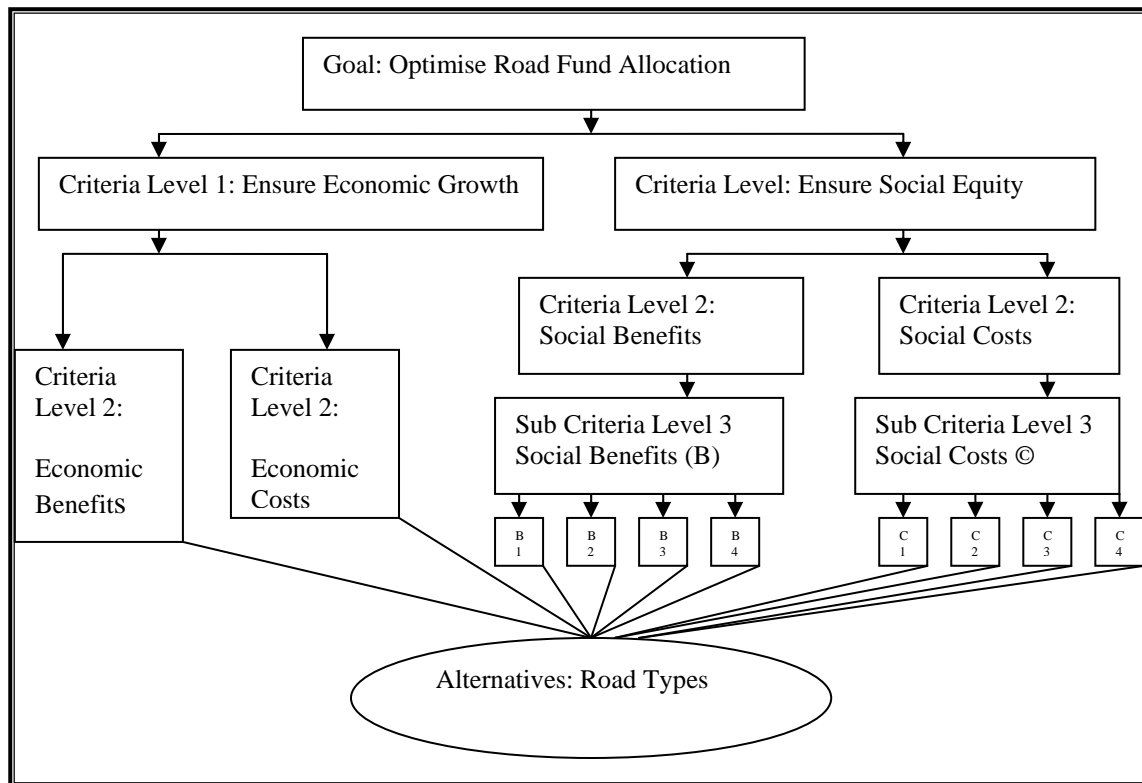 Goal: Optimise Road Fund Allocation
Criteria Level 1: Ensure Economic Growth
Criteria Level: Ensure Social Equity
Criteria Level 2:
Social Benefits
Criteria Level 2:
Social Costs
Criteria
Level 2:
Economic
Benefits
Criteria
Level 2:
Economic
Costs
Sub Criteria Level 3
Social Benefits (B)
Sub Criteria Level 3
Social Costs ©
B
1
B
2
B
3
B
4
C
1
C
2
C
3
C
4
Alternatives: Road Types